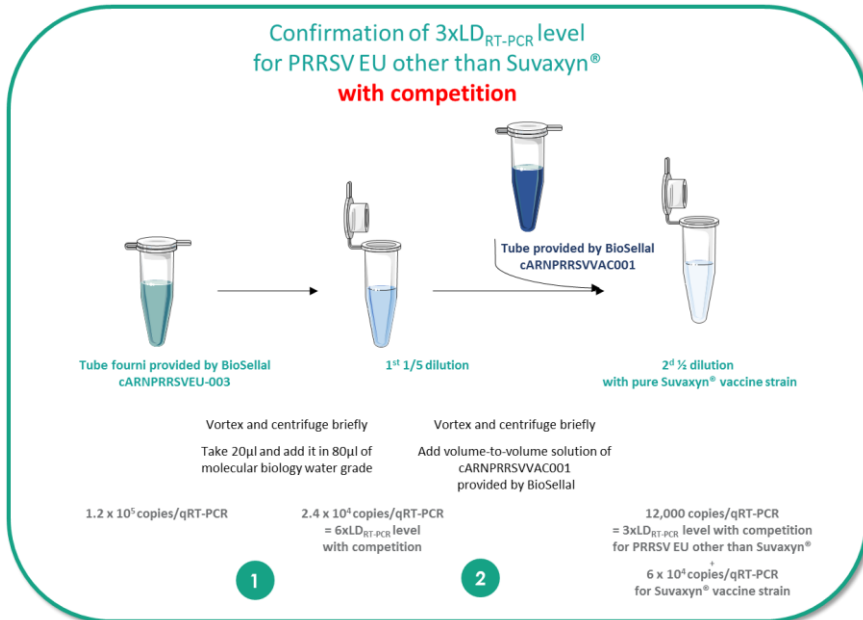 Confirmation of 3xLDRT-PCR level
for PRRSV EU other than Suvaxyn®
with competition
Tube provided by BioSellal
cARNPRRSVVAC001
Tube fourni provided by BioSellal
cARNPRRSVEU-003
1st 1/5 dilution
2d ½ dilution
with pure Suvaxyn® vaccine strain
Vortex and centrifuge briefly
Take 20µl and add it in 80µl of
molecular biology water grade
Vortex and centrifuge briefly
Add volume-to-volume solution of
cARNPRRSVVAC001
provided by BioSellal
1.2 x 10⁵ copies/qRT-PCR
2.4 x 10⁴ copies/qRT-PCR
= 6xLDRT-PCR level
with competition
12,000 copies/qRT-PCR
= 3xLDRT-PCR level with competition
for PRRSV EU other than Suvaxyn®
+
6 x 10⁴ copies/qRT-PCR
for Suvaxyn® vaccine strain
1
2